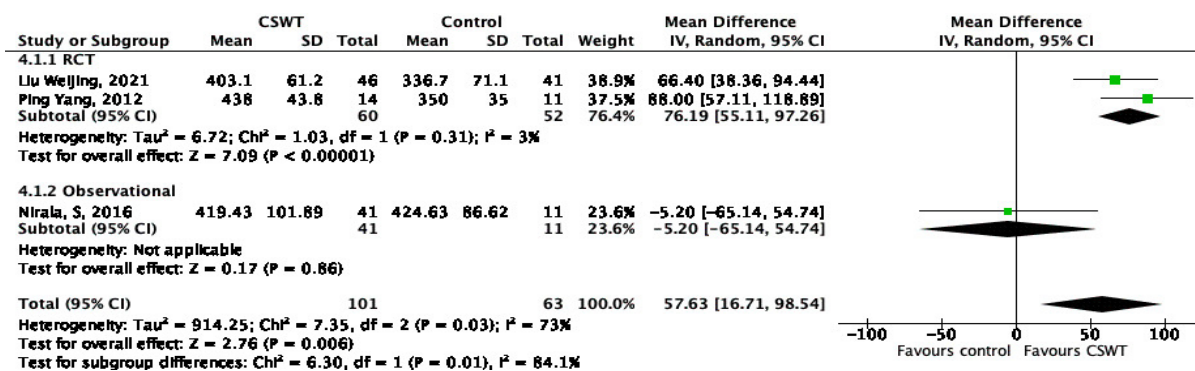 CSWT Control Mean Difference Mean Difference
Study or Subgroup Mean SD Total Mean SD Total Weight IV, Random, 95% CI IV, Random, 95% CI
4.1.1 RCT
Liu Weijing, 2021 403.1 61.2 46 336.7 71.1 41 38.9% 66.40 [38.36, 94.44]
Ping Yang, 2012 438 43.8 14 350 35 11 37.5% 88.00 [57.11, 118.89]
Subtotal (95% CI) 60 52 76.4% 76.19 [55.11, 97.26]
Heterogeneity: Tau² = 6.72; Chi² = 1.03, df = 1 (P = 0.31); I² = 3%
Test for overall effect: Z = 7.09 (P < 0.00001)
4.1.2 Observational
Nirala, S, 2016 419.43 101.89 41 424.63 86.62 11 23.6% −5.20 [−65.14, 54.74]
Subtotal (95% CI) 41 11 23.6% −5.20 [−65.14, 54.74]
Heterogeneity: Not applicable
Test for overall effect: Z = 0.17 (P = 0.86)
Total (95% CI) 101 63 100.0% 57.63 [16.71, 98.54]
Heterogeneity: Tau² = 914.25; Chi² = 7.35, df = 2 (P = 0.03); I² = 73%
Test for overall effect: Z = 2.76 (P = 0.006)
Test for subgroup differences: Chi² = 6.30, df = 1 (P = 0.01), I² = 84.1%
−100 −50 0 50 100
Favours control Favours CSWT